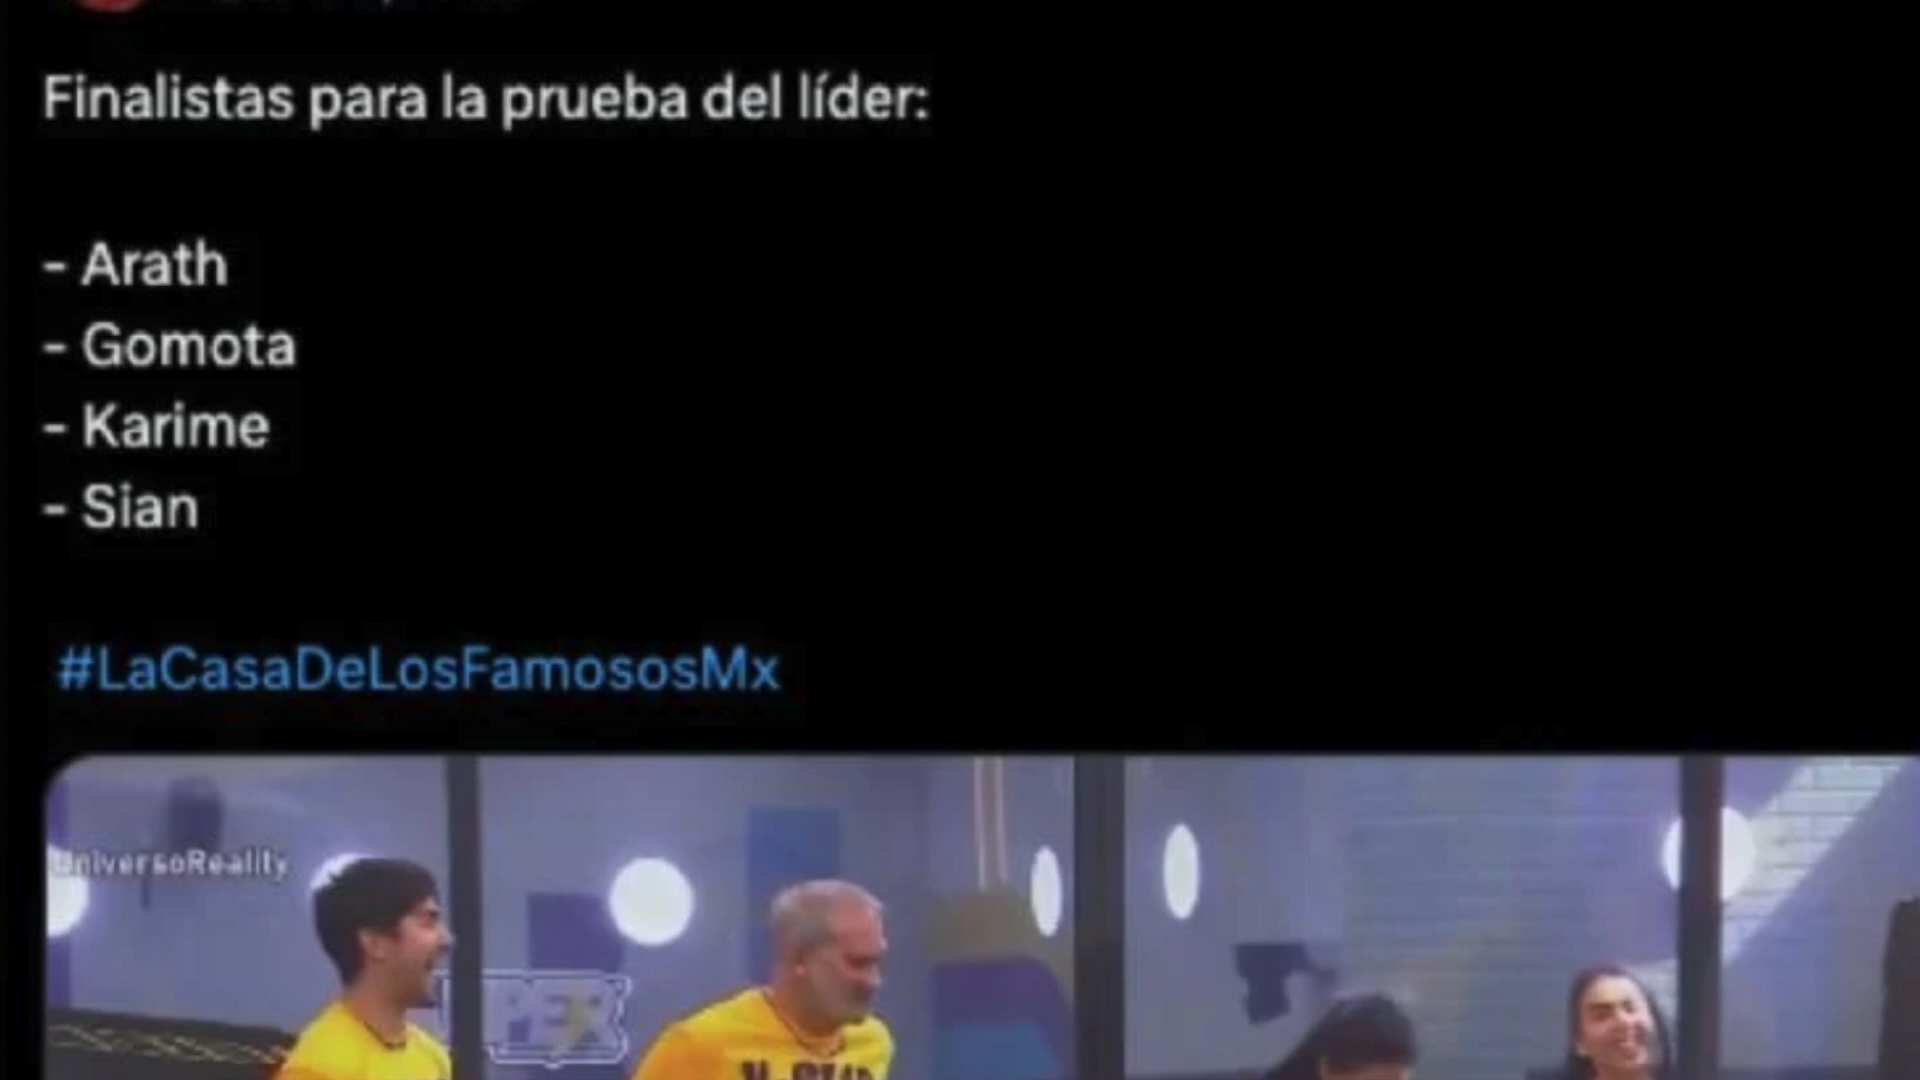 Finalistas para la prueba del líder:
- Arath
- Gomota
- Karime
- Sian
#LaCasaDeLosFamososMx
UniversoReality